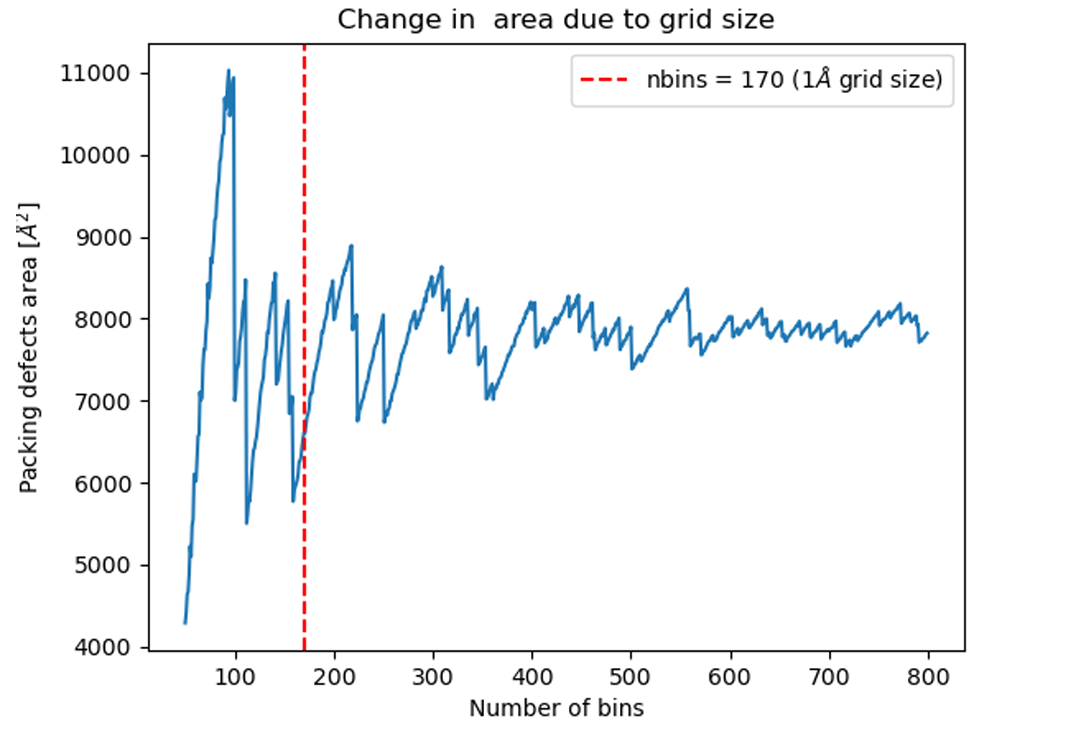 Change in  area due to grid size
nbins = 170 (1Å grid size)
Packing defects area [Å²]
11000
10000
9000
8000
7000
6000
5000
4000
100 200 300 400 500 600 700 800
Number of bins